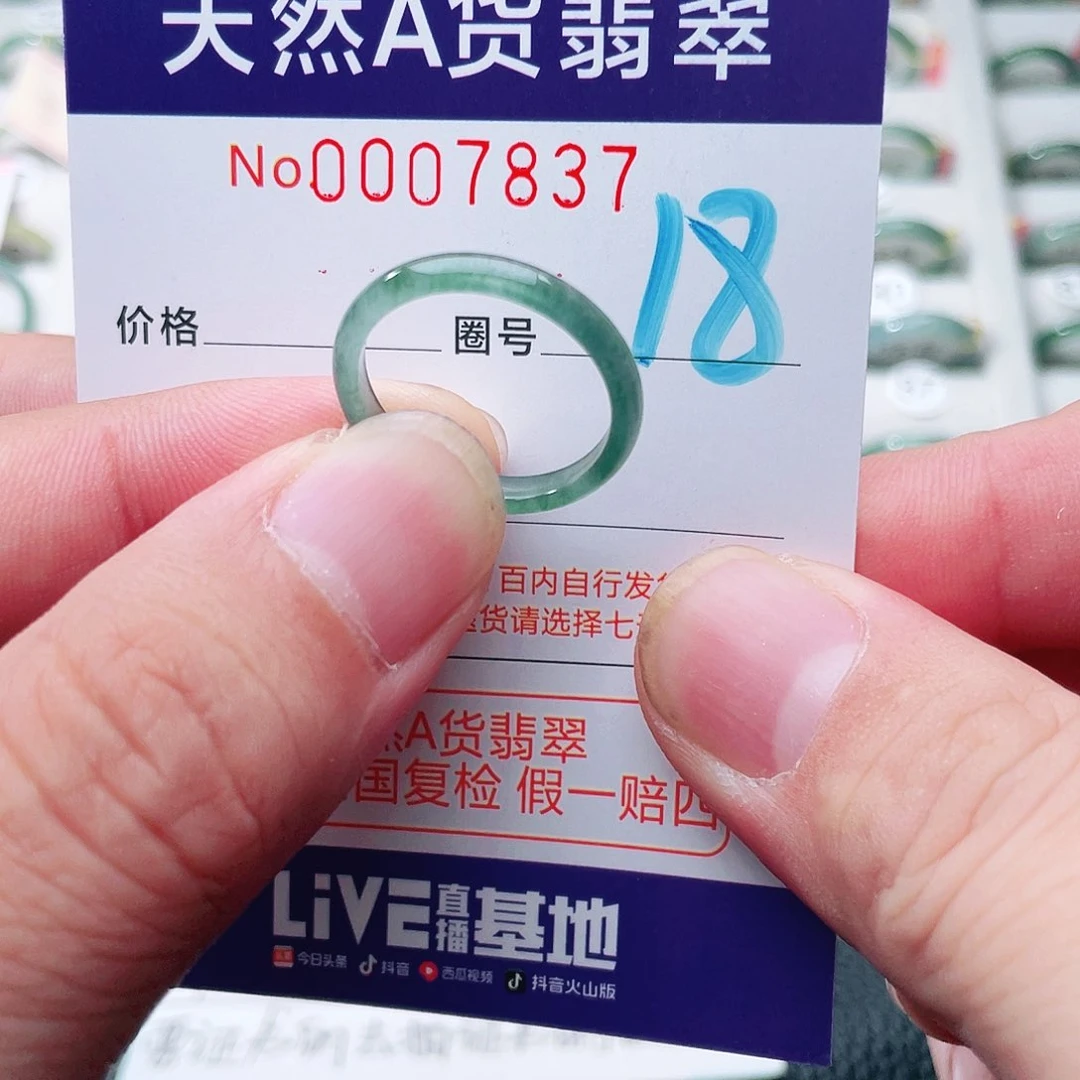 天然A货翡翠
No0007837
18
价格 圈号
百内自行发
货请选择七
A货翡翠
国复检 假一赔四
LiVE直播基地
今日头条 抖音 西瓜视频 抖音火山版